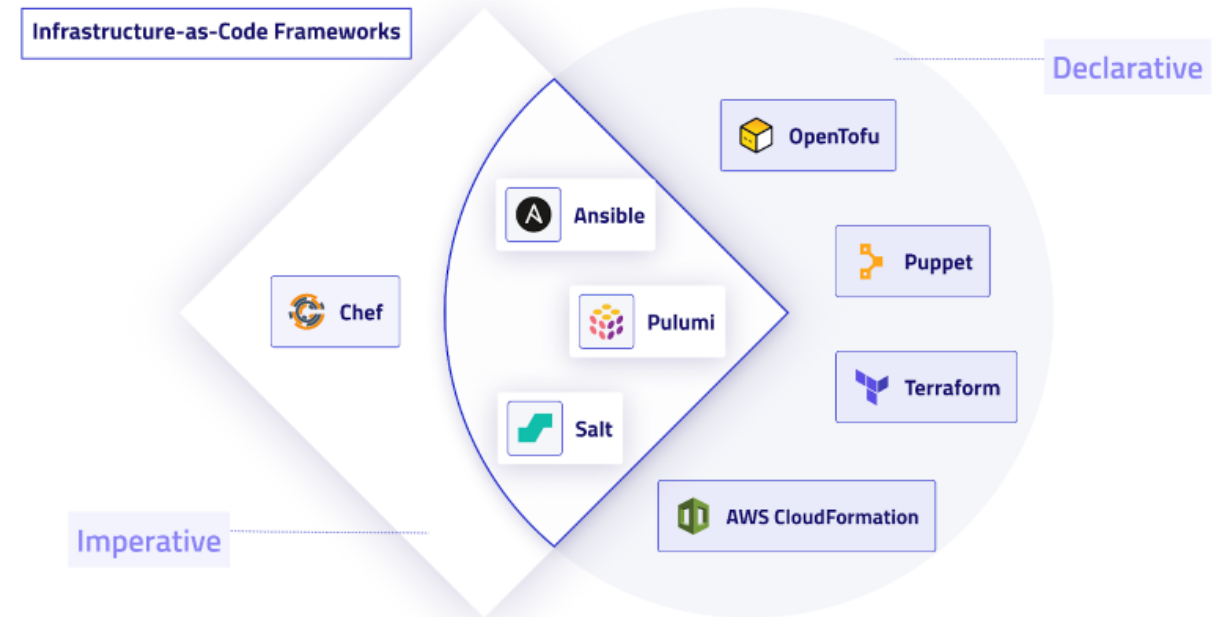 Infrastructure-as-Code Frameworks
Declarative
OpenTofu
Ansible
Puppet
Chef
Pulumi
Terraform
Salt
AWS CloudFormation
Imperative